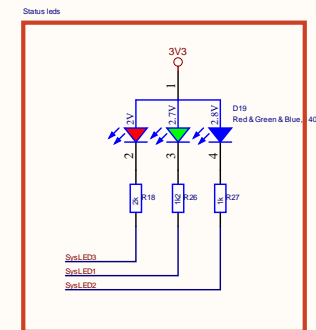 Status leds
3V3
1
D19
2V
2.7V
2.8V
Red & Green & Blue,
2
3
4
2k
R18
1k2
R26
1k
R27
SysLED3
SysLED1
SysLED2